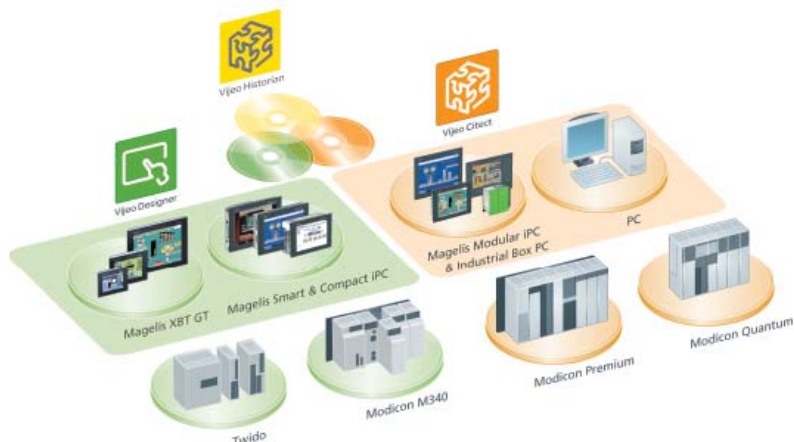 Vijeo Historian
Vijeo Citect
Vijeo Designer
PC
Magelis Modular iPC
& Industrial Box PC
Magelis Smart & Compact iPC
Magelis XBT GT
Modicon Quantum
Modicon Premium
Modicon M340
Twido